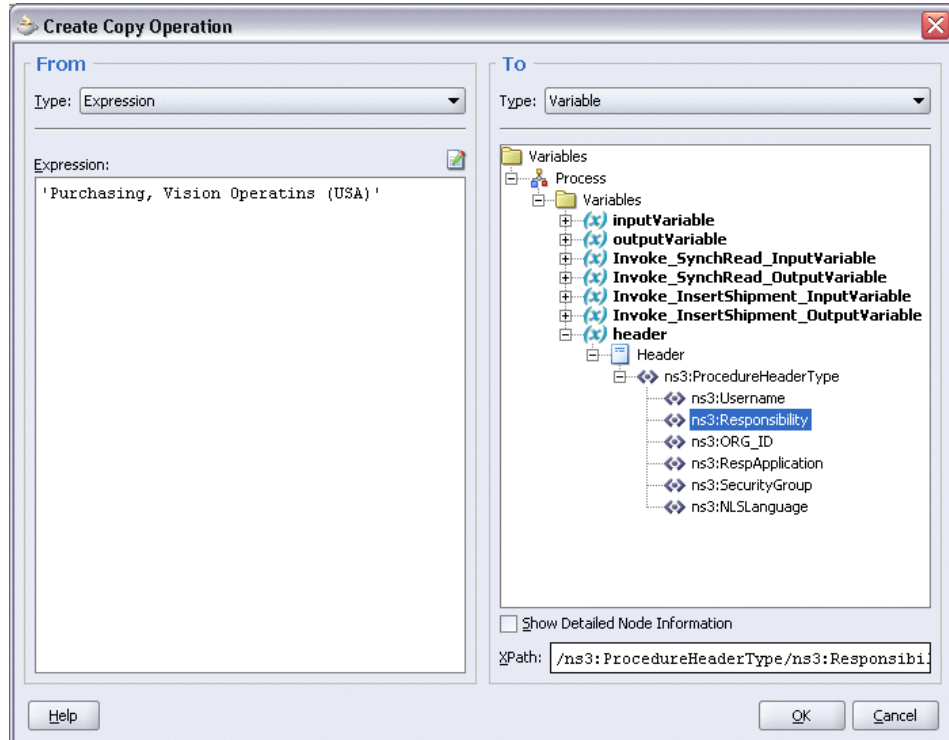 Create Copy Operation
From
Type: Expression
Expression:
'Purchasing, Vision Operatins (USA)'
To
Type: Variable
Variables
Process
Variables
(x) inputVariable
(x) outputVariable
(x) Invoke_SynchRead_InputVariable
(x) Invoke_SynchRead_OutputVariable
(x) Invoke_InsertShipment_InputVariable
(x) Invoke_InsertShipment_OutputVariable
(x) header
Header
ns3:ProcedureHeaderType
ns3:Username
ns3:Responsibility
ns3:ORG_ID
ns3:RespApplication
ns3:SecurityGroup
ns3:NLSLanguage
Show Detailed Node Information
XPath: /ns3:ProcedureHeaderType/ns3:Responsibil
Help
OK
Cancel